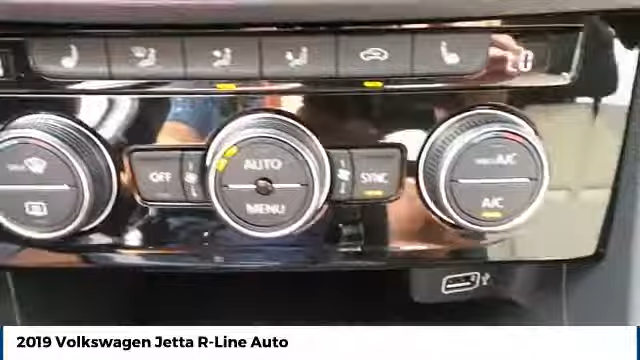 OFF
AUTO
MENU
SYNC
MAX A/C
A/C
2019 Volkswagen Jetta R-Line Auto